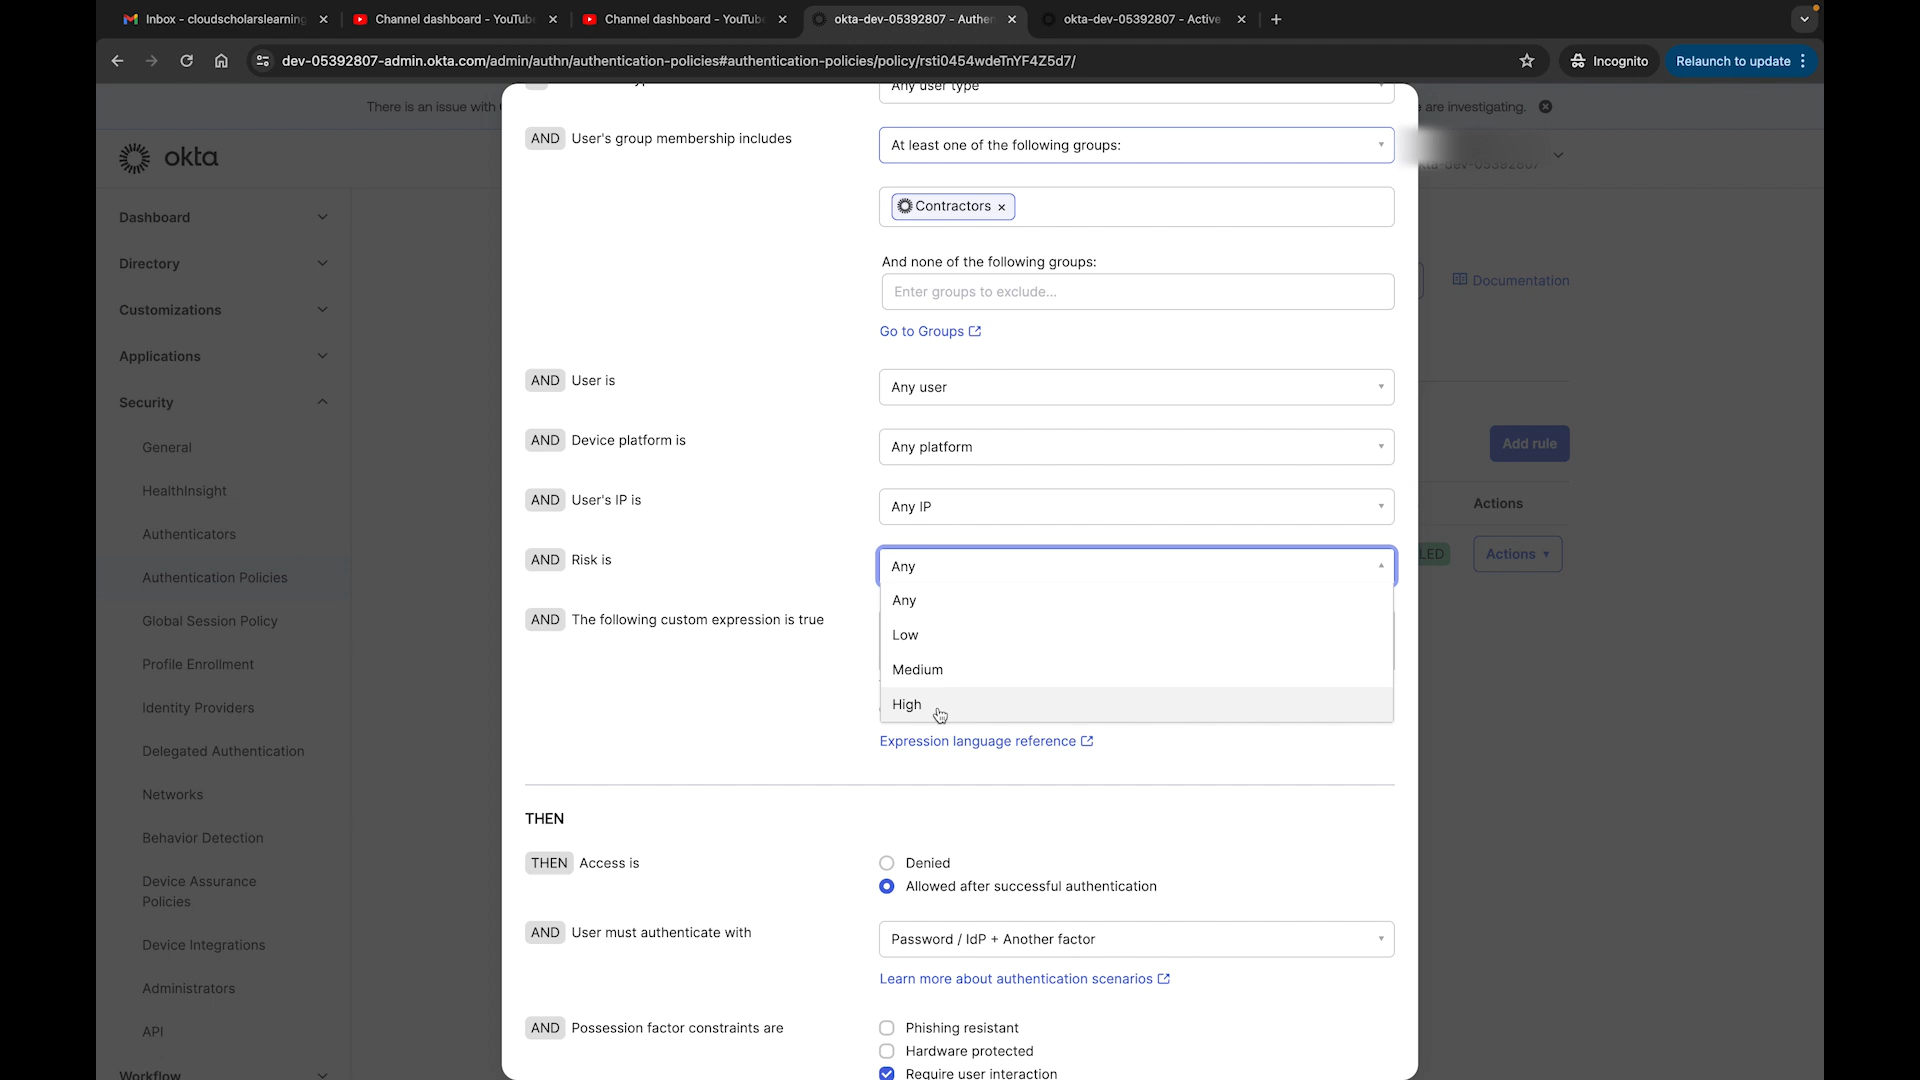 Inbox - cloudscholarslearning
Channel dashboard - YouTube
Channel dashboard - YouTube
okta-dev-05392807 - Authen
okta-dev-05392807 - Active
dev-05392807-admin.okta.com/admin/authn/authentication-policies#authentication-policies/policy/rsti0454wdeTnYF4Z5d7/
Incognito
Relaunch to update
There is an issue with
are investigating.
okta
okta-dev-05392807
Dashboard
Directory
Customizations
Applications
Security
General
HealthInsight
Authenticators
Authentication Policies
Global Session Policy
Profile Enrollment
Identity Providers
Delegated Authentication
Networks
Behavior Detection
Device Assurance
Policies
Device Integrations
Administrators
API
Workflow
Any user type
AND User's group membership includes
At least one of the following groups:
Contractors
And none of the following groups:
Enter groups to exclude...
Go to Groups
AND User is
Any user
AND Device platform is
Any platform
AND User's IP is
Any IP
AND Risk is
Any
Any
Low
Medium
High
AND The following custom expression is true
Expression language reference
THEN
THEN Access is
Denied
Allowed after successful authentication
AND User must authenticate with
Password / IdP + Another factor
Learn more about authentication scenarios
AND Possession factor constraints are
Phishing resistant
Hardware protected
Require user interaction
Documentation
Add rule
Actions
LED
Actions